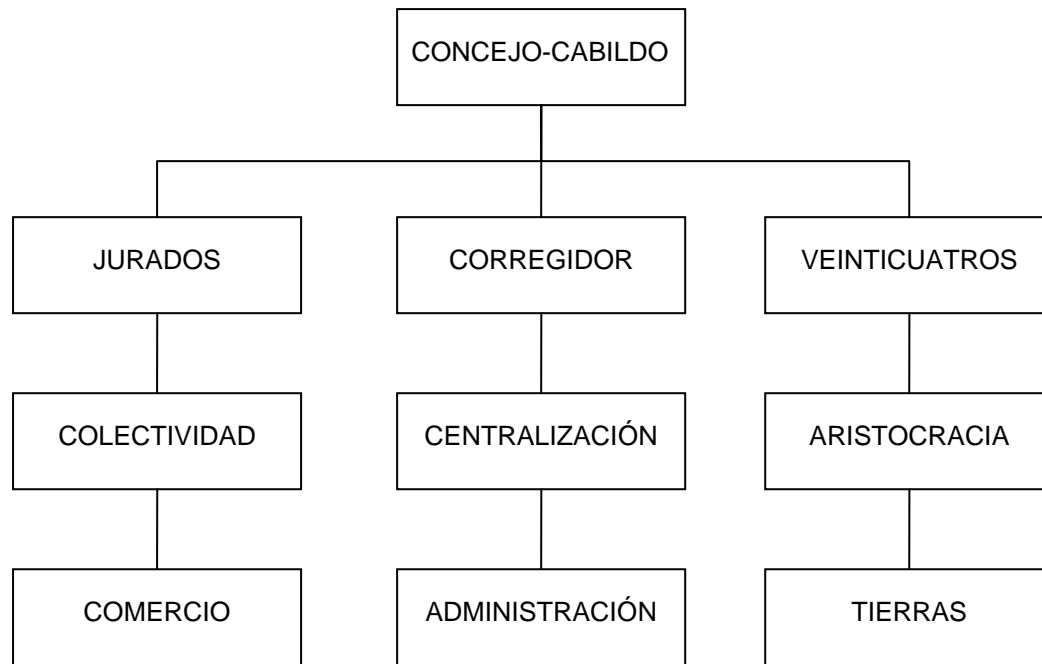 CONCEJO-CABILDO
JURADOS
CORREGIDOR
VEINTICUATROS
COLECTIVIDAD
CENTRALIZACIÓN
ARISTOCRACIA
COMERCIO
ADMINISTRACIÓN
TIERRAS